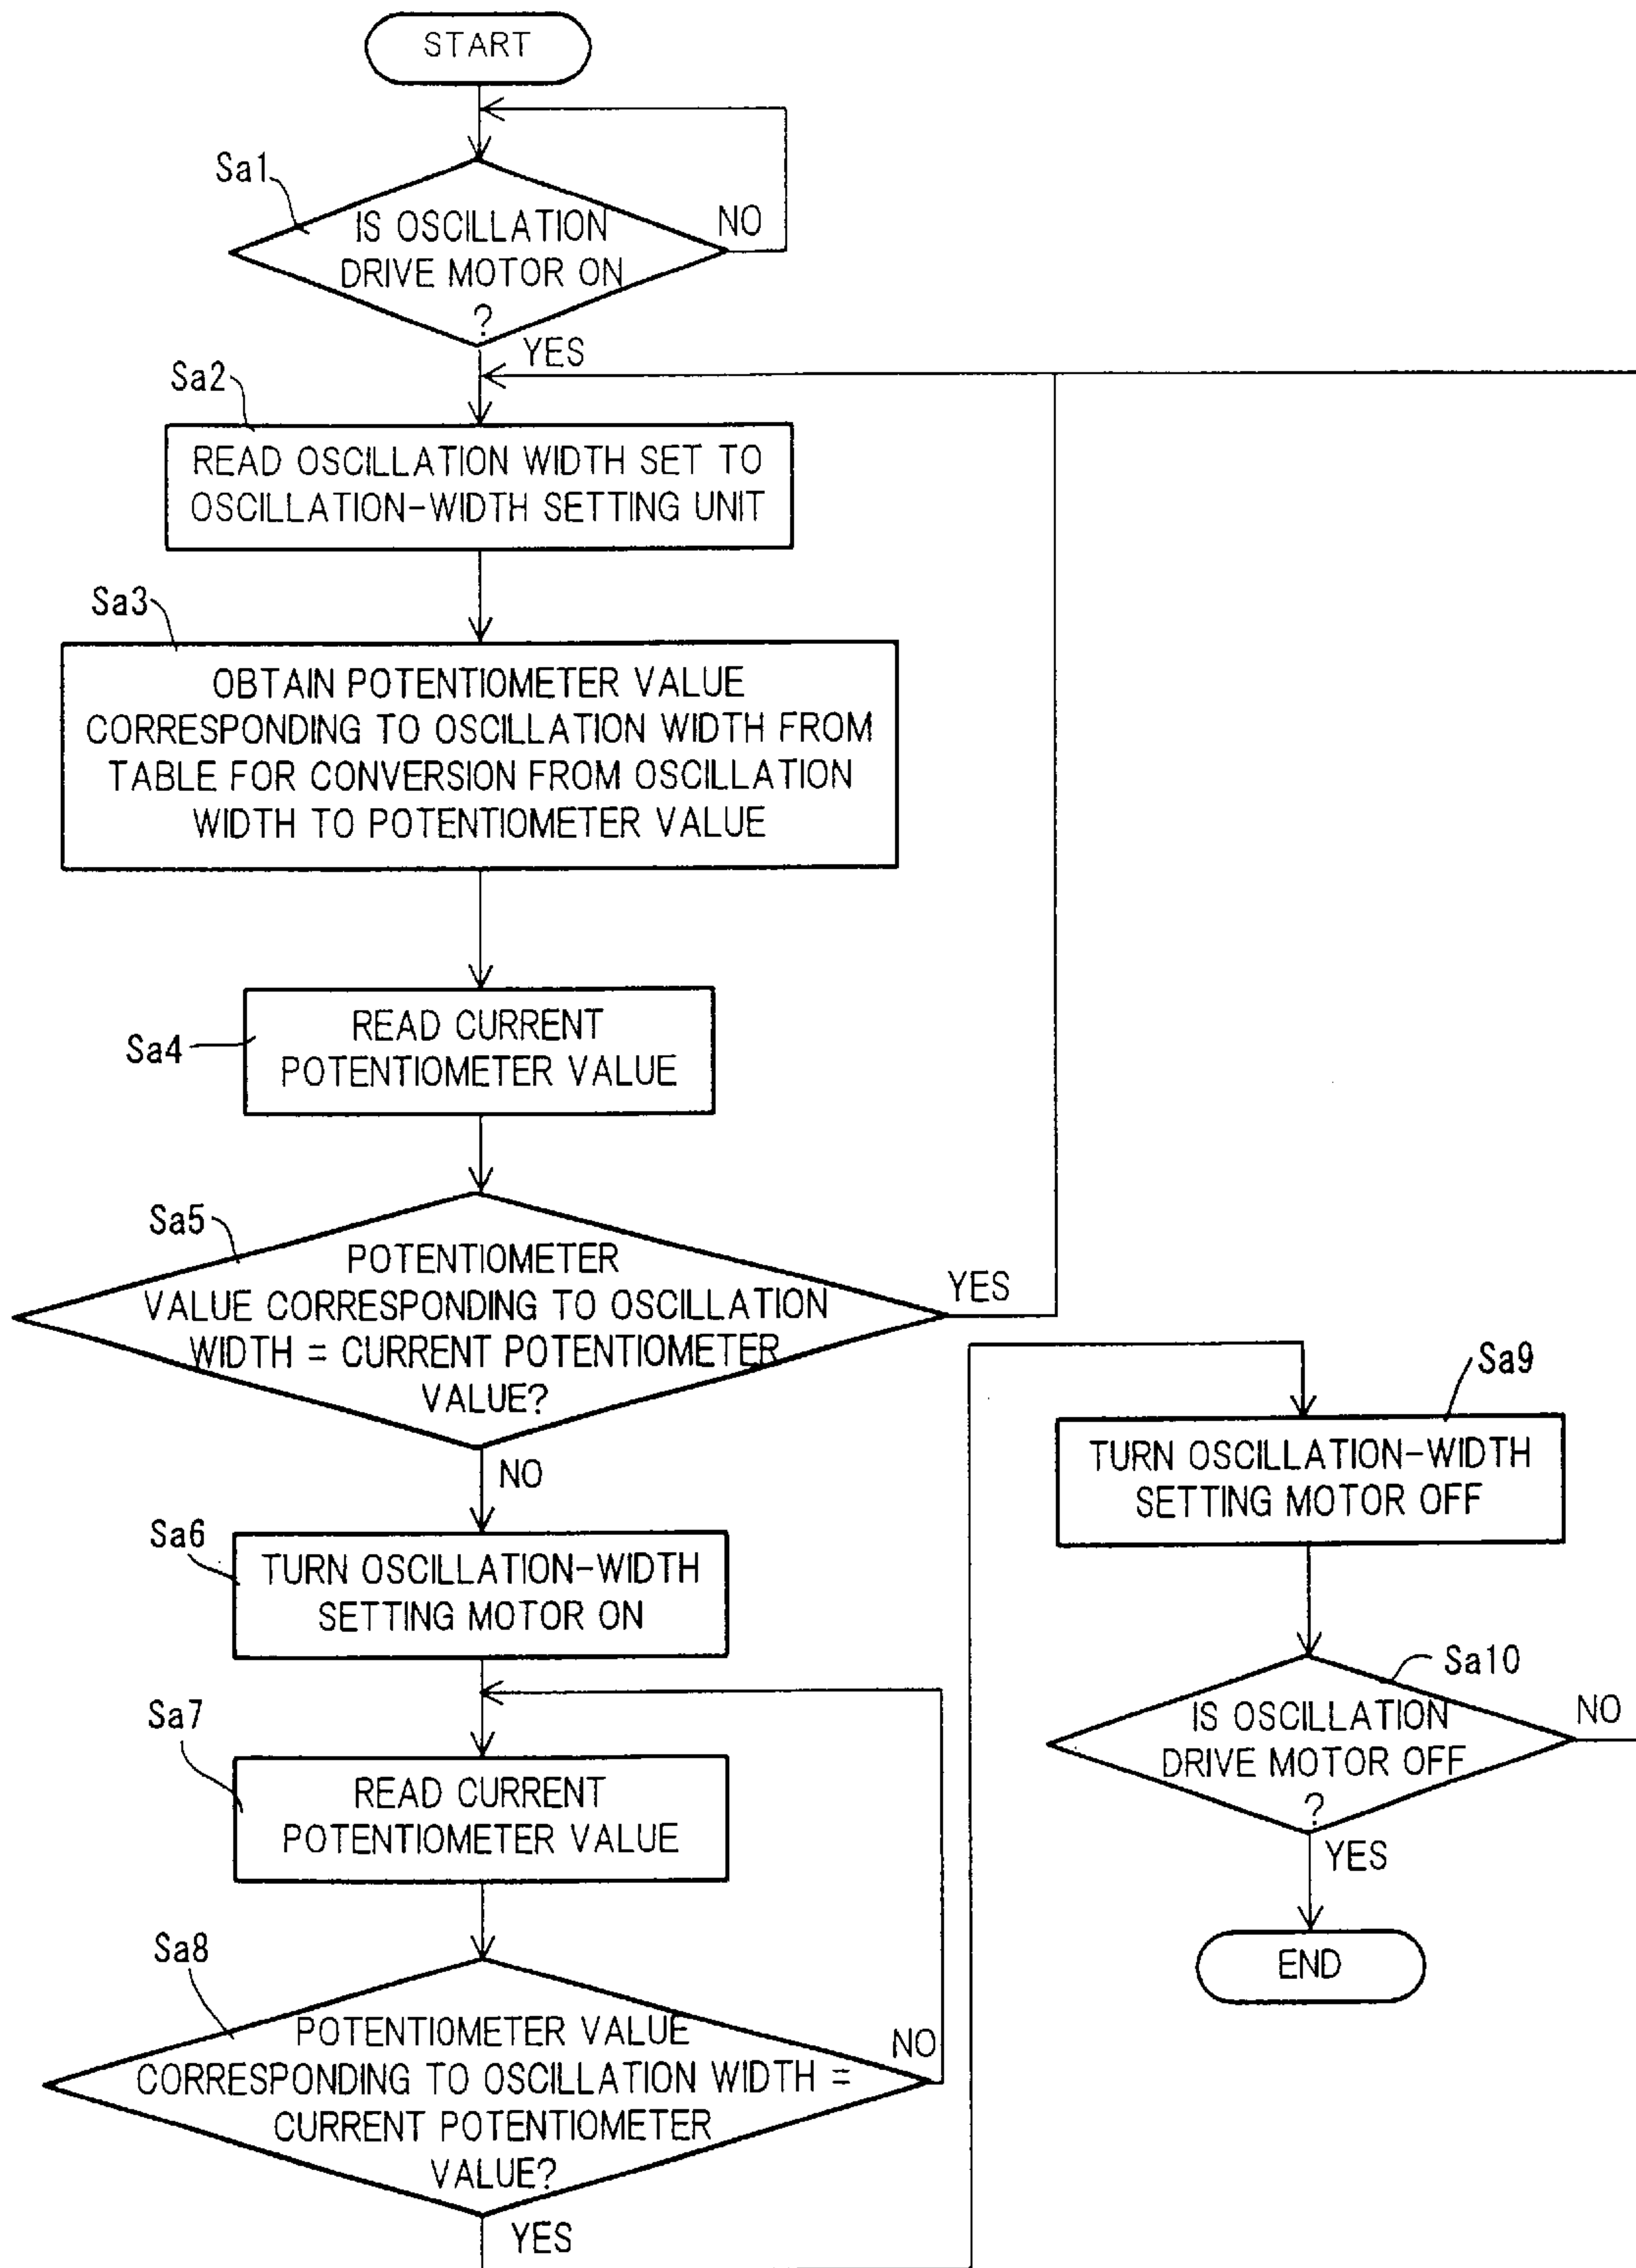 START
Sa1
IS OSCILLATION
DRIVE MOTOR ON
?
NO
YES
Sa2
READ OSCILLATION WIDTH SET TO
OSCILLATION-WIDTH SETTING UNIT
Sa3
OBTAIN POTENTIOMETER VALUE
CORRESPONDING TO OSCILLATION WIDTH FROM
TABLE FOR CONVERSION FROM OSCILLATION
WIDTH TO POTENTIOMETER VALUE
Sa4
READ CURRENT
POTENTIOMETER VALUE
Sa5
POTENTIOMETER
VALUE CORRESPONDING TO OSCILLATION
WIDTH = CURRENT POTENTIOMETER
VALUE?
YES
NO
Sa6
TURN OSCILLATION-WIDTH
SETTING MOTOR ON
Sa7
READ CURRENT
POTENTIOMETER VALUE
Sa8
POTENTIOMETER VALUE
CORRESPONDING TO OSCILLATION WIDTH =
CURRENT POTENTIOMETER
VALUE?
NO
YES
Sa9
TURN OSCILLATION-WIDTH
SETTING MOTOR OFF
Sa10
IS OSCILLATION
DRIVE MOTOR OFF
?
NO
YES
END